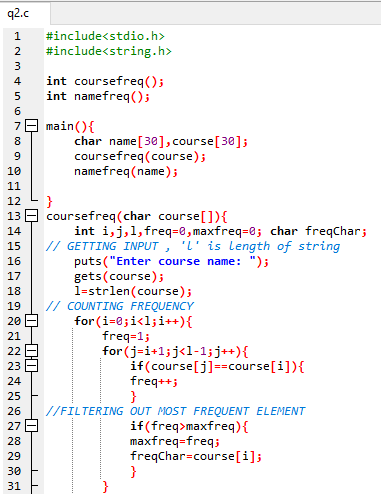 q2.c
1 #include<stdio.h>
2 #include<string.h>
3
4 int coursefreq();
5 int namefreq();
6
7 main(){
8 char name[30],course[30];
9 coursefreq(course);
10 namefreq(name);
11
12 }
13 coursefreq(char course[]){
14 int i,j,l,freq=0,maxfreq=0; char freqChar;
15 // GETTING INPUT , 'l' is length of string
16 puts("Enter course name: ");
17 gets(course);
18 l=strlen(course);
19 // COUNTING FREQUENCY
20 for(i=0;i<l;i++){
21 freq=1;
22 for(j=i+1;j<l-1;j++){
23 if(course[j]==course[i]){
24 freq++;
25 }
26 //FILTERING OUT MOST FREQUENT ELEMENT
27 if(freq>maxfreq){
28 maxfreq=freq;
29 freqChar=course[i];
30 }
31 }